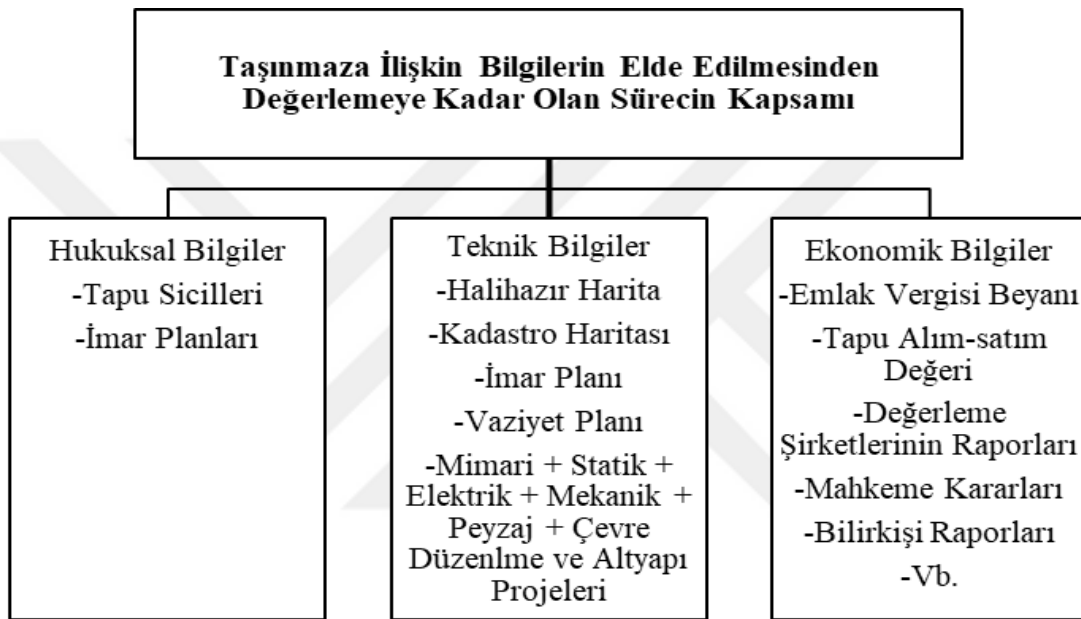 Taşınmaza İlişkin Bilgilerin Elde Edilmesinden
Değerlemeye Kadar Olan Sürecin Kapsamı
Hukuksal Bilgiler
-Tapu Sicilleri
-İmar Planları
Teknik Bilgiler
-Halihazır Harita
-Kadastro Haritası
-İmar Planı
-Vaziyet Planı
-Mimari + Statik +
Elektrik + Mekanik +
Peyzaj + Çevre
Düzenlme ve Altyapı
Projeleri
Ekonomik Bilgiler
-Emlak Vergisi Beyanı
-Tapu Alım-satım
Değeri
-Değerleme
Şirketlerinin Raporları
-Mahkeme Kararları
-Bilirkişi Raporları
-Vb.